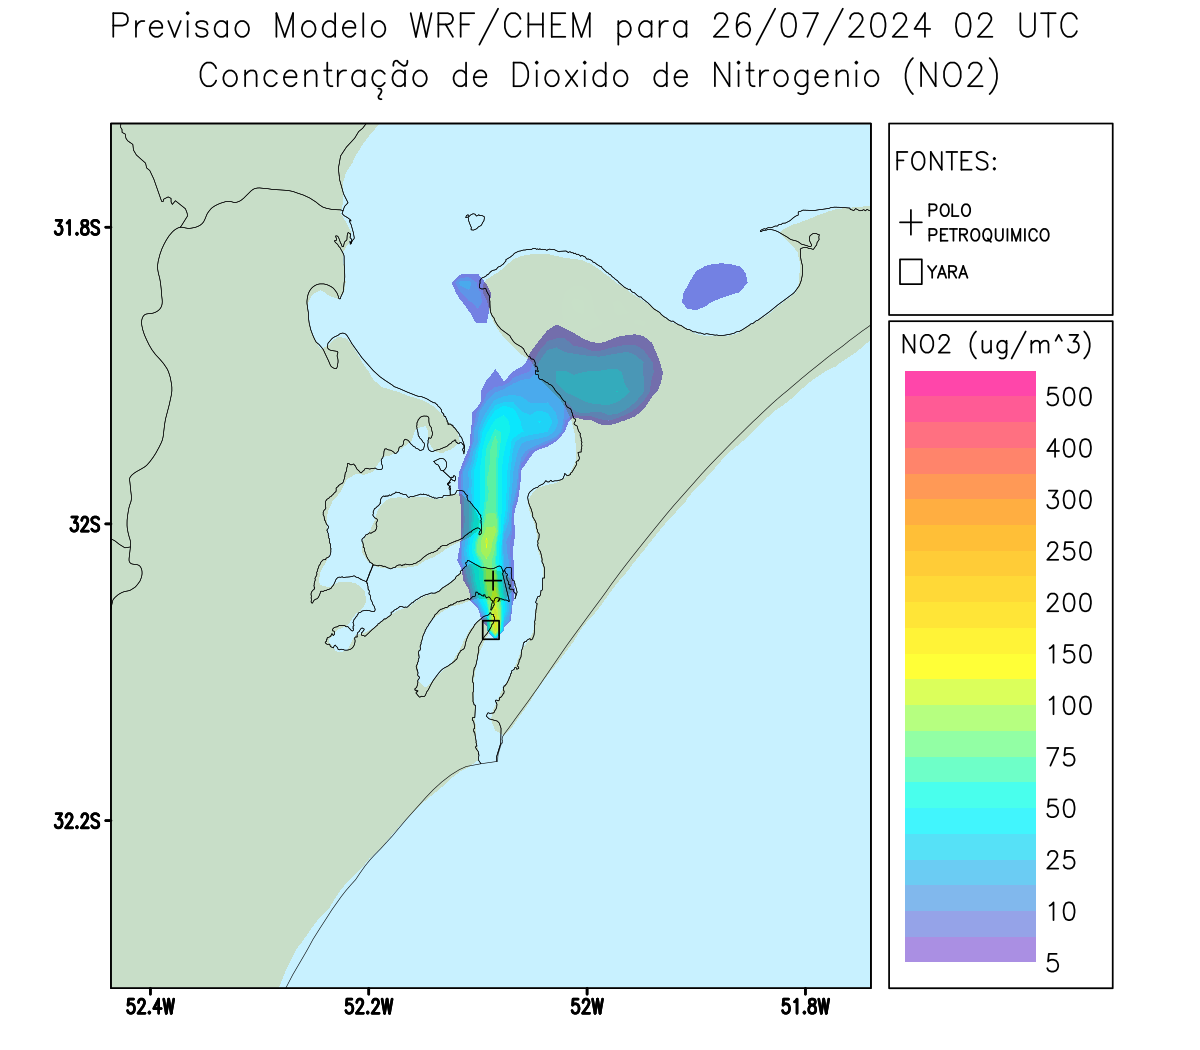 Previsao Modelo WRF/CHEM para 26/07/2024 02 UTC
Concentração de Dioxido de Nitrogenio (NO2)
FONTES:
POLO
PETROQUIMICO
YARA
NO2 (ug/m^3)
500
400
300
250
200
150
100
75
50
25
10
5
31.8S
32S
32.2S
52.4W
52.2W
52W
51.8W